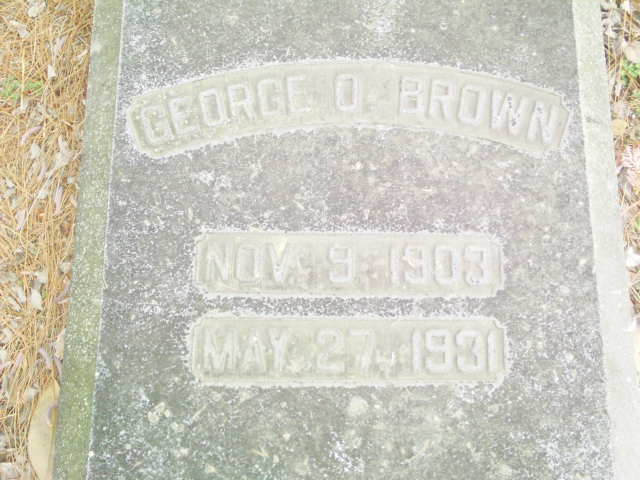 GEORGE O. BROWN
NOV. 9, 1903
MAY 27, 1931